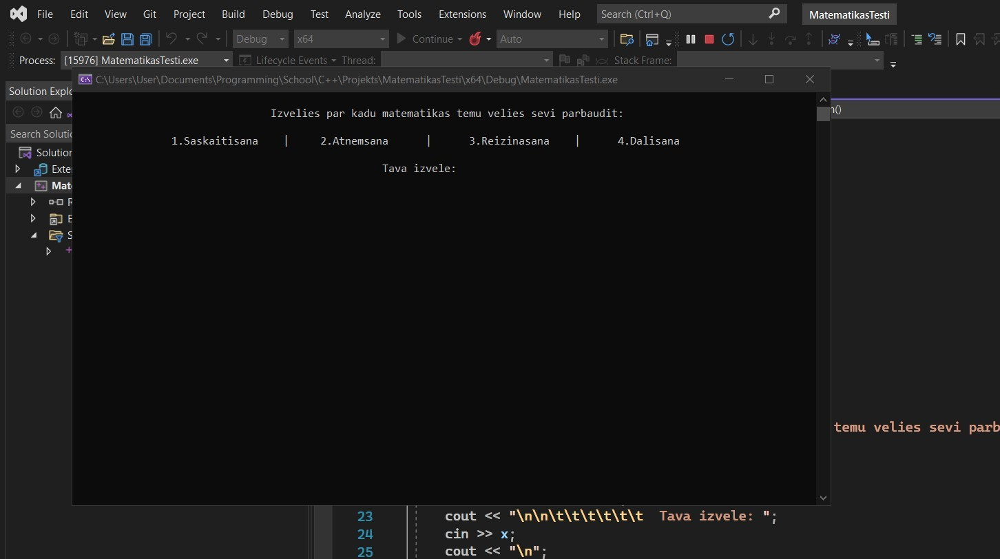 File Edit View Git Project Build Debug Test Analyze Tools Extensions Window Help Search (Ctrl+Q) MatematikasTesti
Debug x64 Continue Auto
Process: [15976] MatematikasTesti.exe Lifecycle Events Thread: Stack Frame:
Solution Explo C:\Users\User\Documents\Programming\School\C++\Projekts\MatematikasTesti\x64\Debug\MatematikasTesti.exe
n()
Izvelies par kadu matematikas temu velies sevi parbaudit:
Search Solutio
1.Saskaitisana | 2.Atnemsana | 3.Reizinasana | 4.Dalisana
Solution
Exte
Tava izvele:
Mate
R
E
S
temu velies sevi parb
23 cout << "\n\n\t\t\t\t\t\t  Tava izvele: ";
24 cin >> x;
25 cout << "\n";